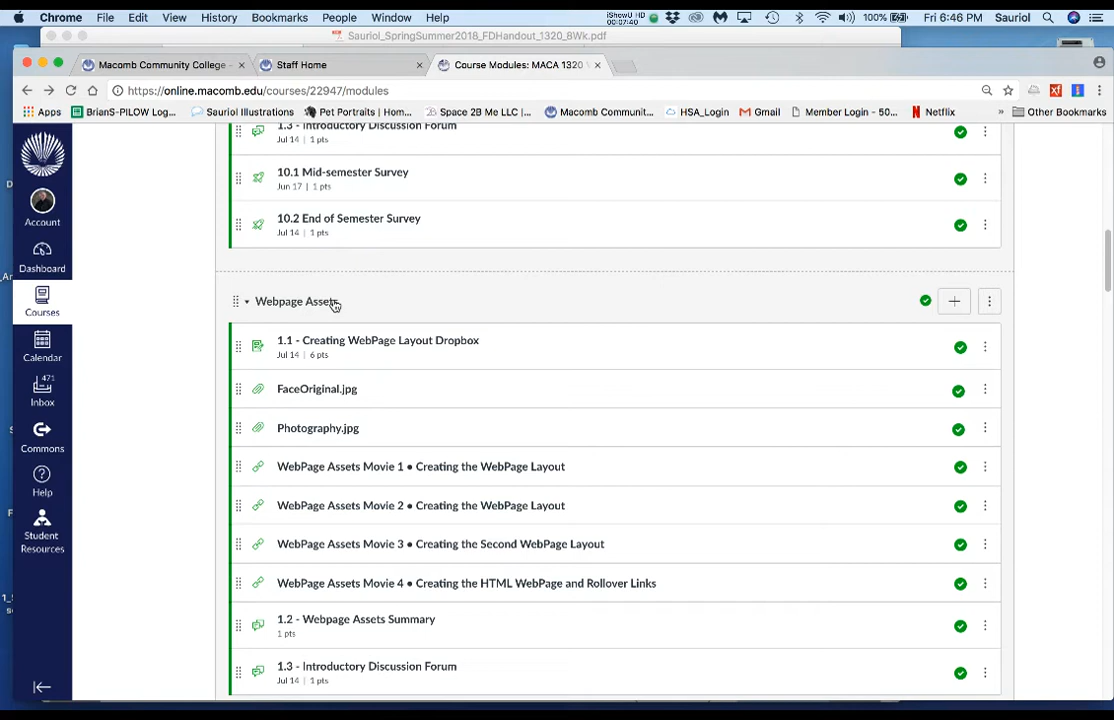 Chrome File Edit View History Bookmarks People Window Help iShowU HD 00:07:40 100% Fri 6:46 PM Sauriol
Sauriol_SpringSummer2018_FDHandout_1320_8Wk.pdf
Macomb Community College - × Staff Home × Course Modules: MACA 1320 ×
https://online.macomb.edu/courses/22947/modules
Apps BrianS-PILOW Log... Sauriol Illustrations Pet Portraits | Hom... Space 2B Me LLC |... Macomb Communit... HSA_Login Gmail Member Login - 50... Netflix » Other Bookmarks
Account
Dashboard
Courses
Calendar
471
Inbox
Commons
Help
Student
Resources
1.3 - Introductory Discussion Forum
Jul 14 | 1 pts
10.1 Mid-semester Survey
Jun 17 | 1 pts
10.2 End of Semester Survey
Jul 14 | 1 pts
Webpage Assets
1.1 - Creating WebPage Layout Dropbox
Jul 14 | 6 pts
FaceOriginal.jpg
Photography.jpg
WebPage Assets Movie 1 • Creating the WebPage Layout
WebPage Assets Movie 2 • Creating the WebPage Layout
WebPage Assets Movie 3 • Creating the Second WebPage Layout
WebPage Assets Movie 4 • Creating the HTML WebPage and Rollover Links
1.2 - Webpage Assets Summary
1 pts
1.3 - Introductory Discussion Forum
Jul 14 | 1 pts